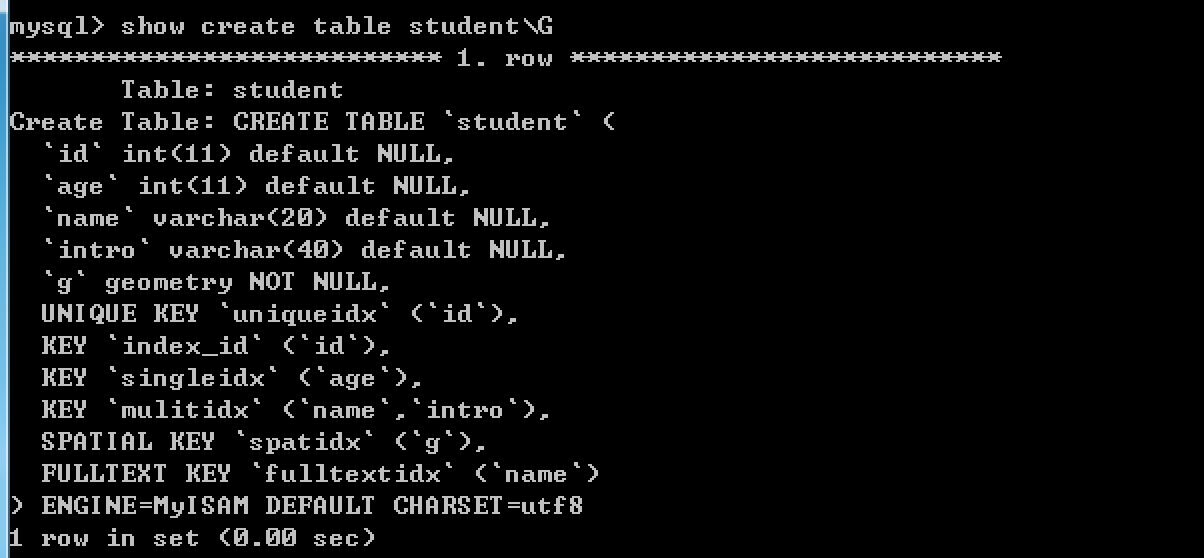 mysql> show create table student\G
*************************** 1. row ***************************
       Table: student
Create Table: CREATE TABLE `student` (
  `id` int(11) default NULL,
  `age` int(11) default NULL,
  `name` varchar(20) default NULL,
  `intro` varchar(40) default NULL,
  `g` geometry NOT NULL,
  UNIQUE KEY `uniqueidx` (`id`),
  KEY `index_id` (`id`),
  KEY `singleidx` (`age`),
  KEY `mulitidx` (`name`,`intro`),
  SPATIAL KEY `spatidx` (`g`),
  FULLTEXT KEY `fulltextidx` (`name`)
) ENGINE=MyISAM DEFAULT CHARSET=utf8
1 row in set (0.00 sec)